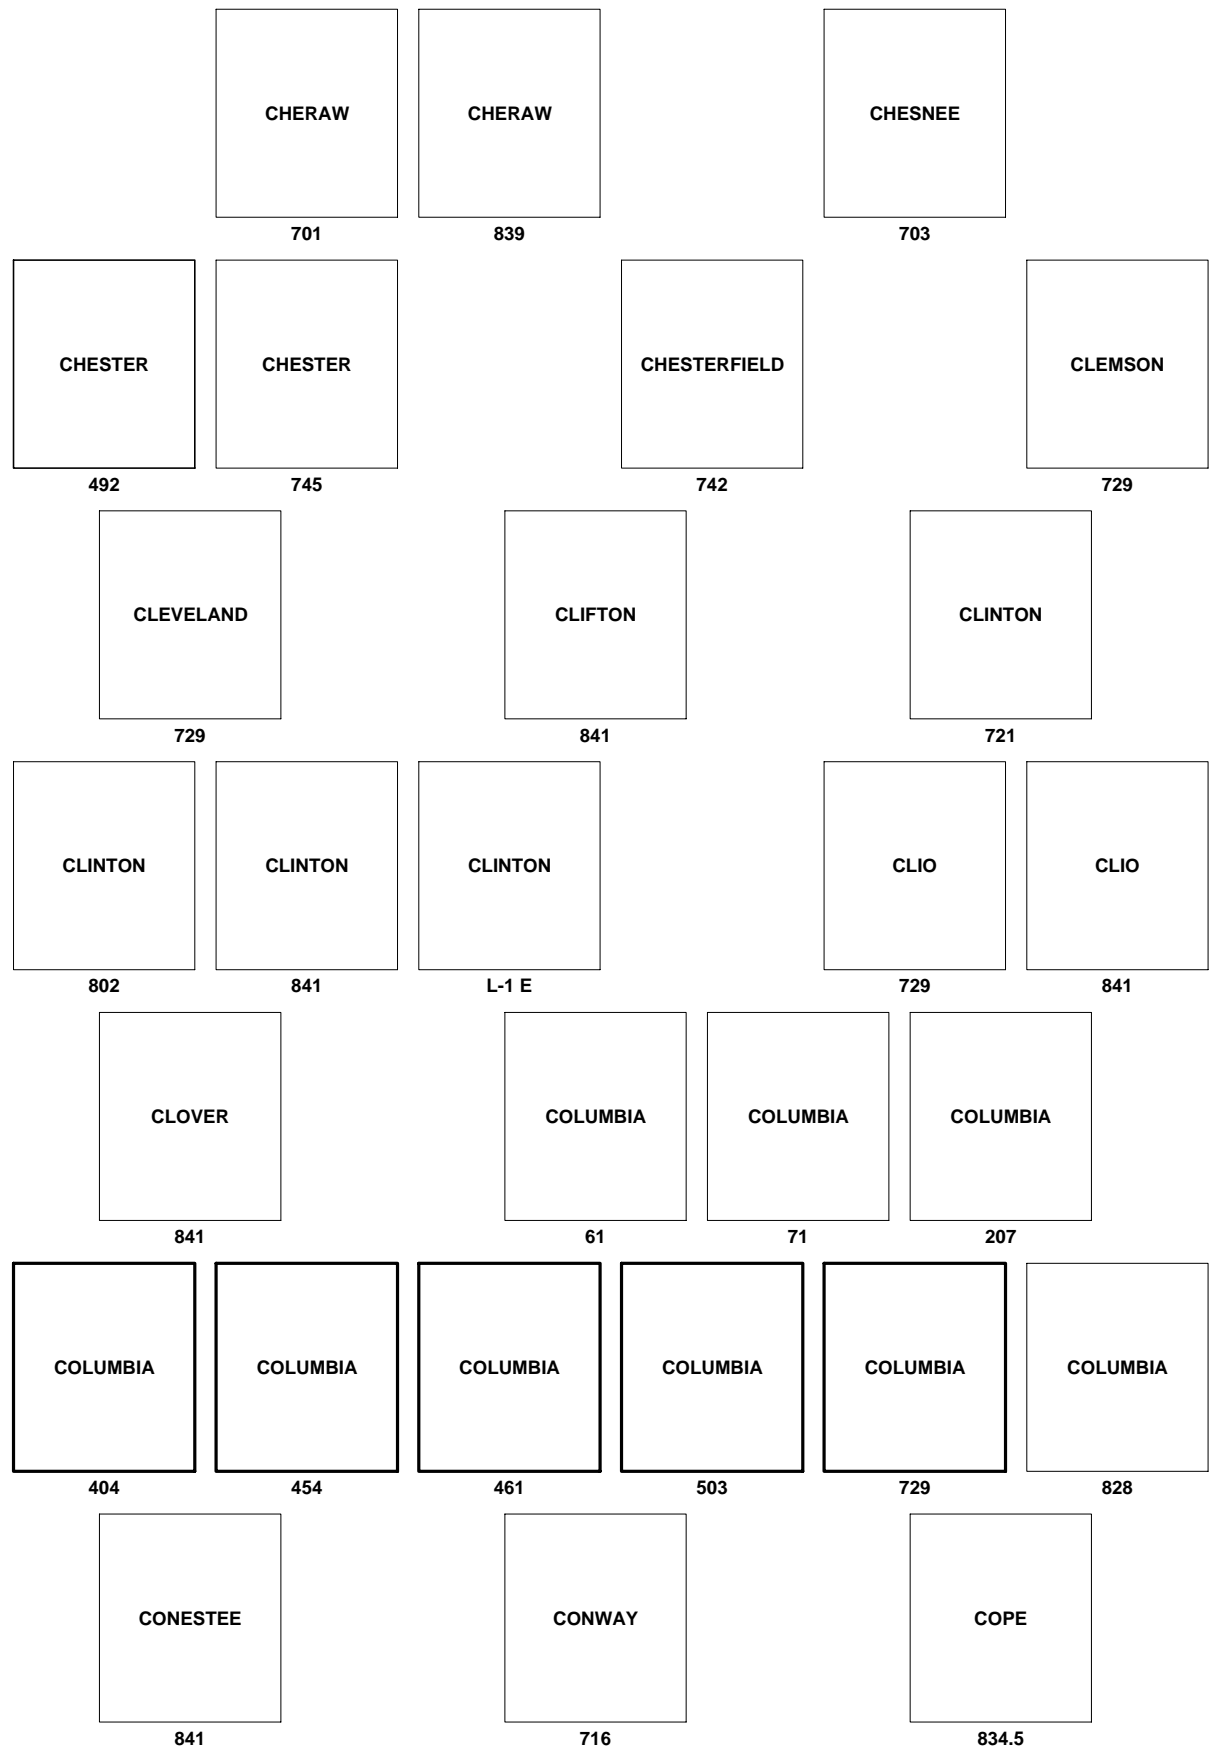 CHERAW CHERAW CHESNEE
701 839 703
CHESTER CHESTER CHESTERFIELD CLEMSON
492 745 742 729
CLEVELAND CLIFTON CLINTON
729 841 721
CLINTON CLINTON CLINTON CLIO CLIO
802 841 L-1 E 729 841
CLOVER COLUMBIA COLUMBIA COLUMBIA
841 61 71 207
COLUMBIA COLUMBIA COLUMBIA COLUMBIA COLUMBIA COLUMBIA
404 454 461 503 729 828
CONESTEE CONWAY COPE
841 716 834.5